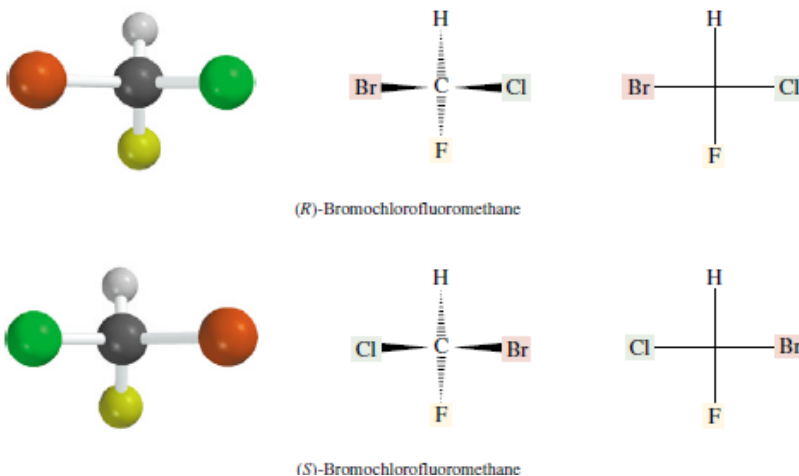 H H
Br C Cl Br Cl
F F
(R)-Bromochlorofluoromethane
H H
Cl C Br Cl Br
F F
(S)-Bromochlorofluoromethane